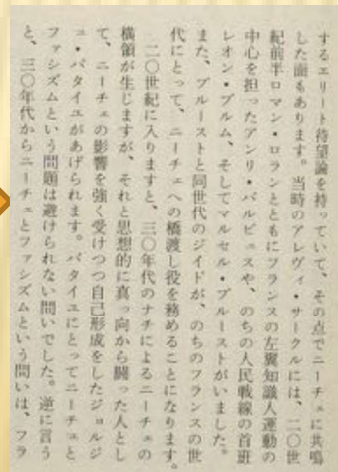 するエリート待望論を持っていて、その点でニーチェに共鳴
した面もあります。当時のアレヴィ・サークルには、二〇世
紀前半ロマン・ロランとともにフランスの左翼知識人運動の
中心を担ったアンリ・バルビュスや、のちの人民戦線の首班
レオン・ブルム、そしてマルセル・プルーストがいました。
また、プルーストと同世代のジイドが、のちのフランスの世
代にとって、ニーチェへの橋渡し役を務めることになります。
二〇世紀に入りますと、三〇年代のナチによるニーチェの
横領が生じますが、それと思想的に真っ向から闘った人とし
て、ニーチェの影響を強く受けつつ自己形成をしたジョルジ
ュ・バタイユがあげられます。バタイユにとってニーチェと
ファシズムという問題は避けられない問いでした。逆に言う
と、三〇年代からニーチェとファシズムという問いは、フラ